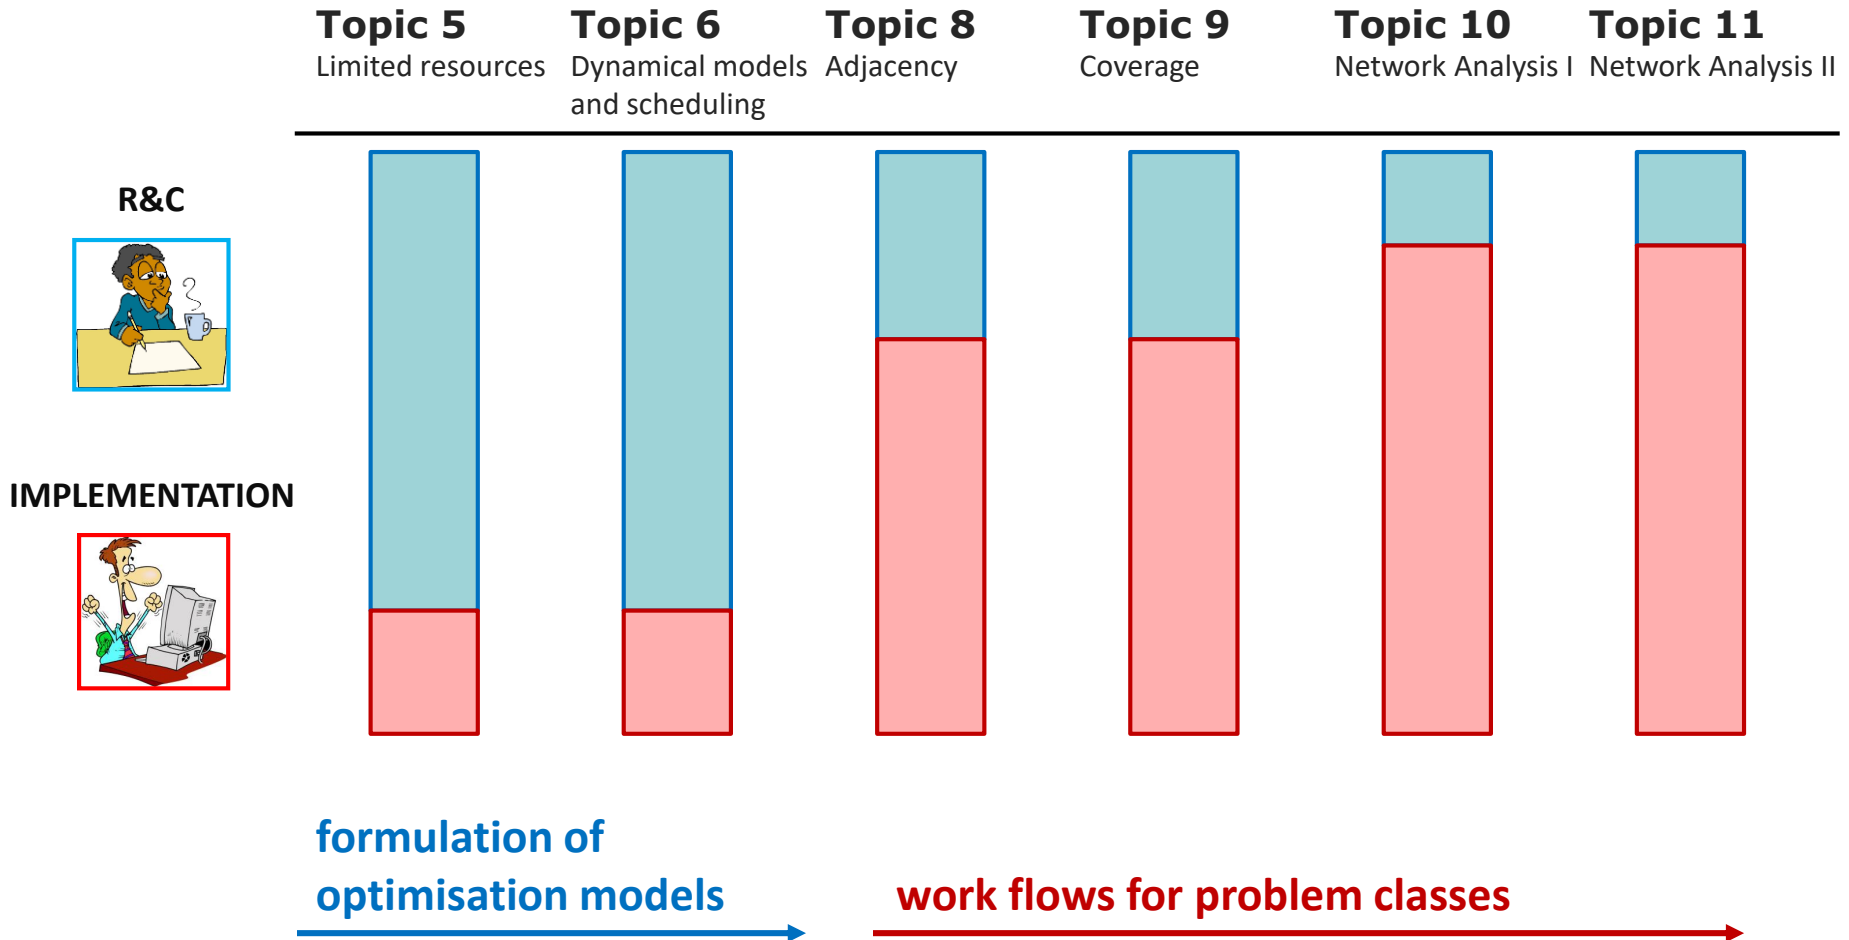 Topic 5
Limited resources
Topic 6
Dynamical models
and scheduling
Topic 8
Adjacency
Topic 9
Coverage
Topic 10
Network Analysis I
Topic 11
Network Analysis II
R&C
IMPLEMENTATION
formulation of
optimisation models
work flows for problem classes